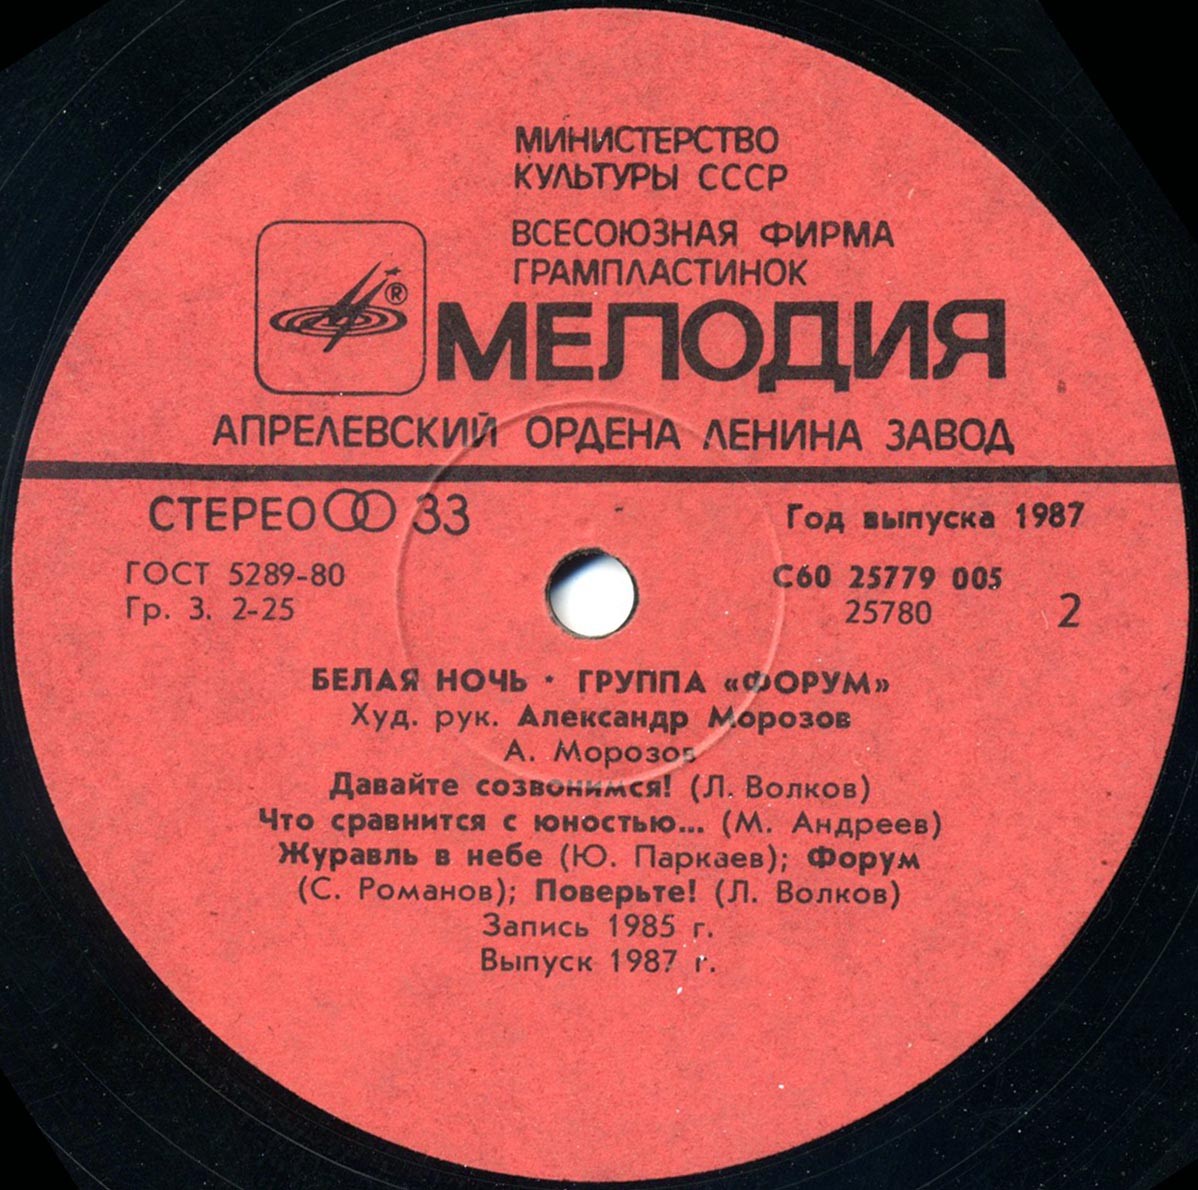 МИНИСТЕРСТВО
КУЛЬТУРЫ СССР
ВСЕСОЮЗНАЯ ФИРМА
ГРАМПЛАСТИНОК
®
МЕЛОДИЯ
АПРЕЛЕВСКИЙ ОРДЕНА ЛЕНИНА ЗАВОД
СТЕРЕО 33
Год выпуска 1987
ГОСТ 5289-80
Гр. 3. 2-25
С60 25779 005
25780
2
БЕЛАЯ НОЧЬ · ГРУППА «ФОРУМ»
Худ. рук. Александр Морозов
А. Морозов
Давайте созвонимся! (Л. Волков)
Что сравнится с юностью... (М. Андреев)
Журавль в небе (Ю. Паркаев); Форум
(С. Романов); Поверьте! (Л. Волков)
Запись 1985 г.
Выпуск 1987 г.